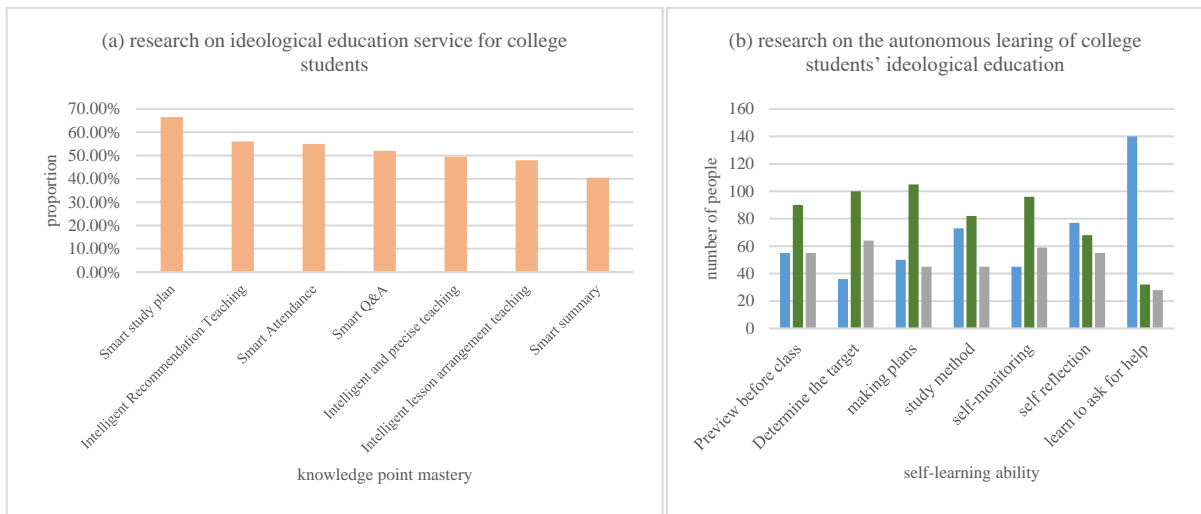 (a) research on ideological education service for college
students
70.00%
60.00%
50.00%
40.00%
30.00%
20.00%
10.00%
0.00%
proportion
Smart study plan
Intelligent Recommendation Teaching
Smart Attendance
Smart Q&A
Intelligent and precise teaching
Intelligent lesson arrangement teaching
Smart summary
knowledge point mastery
(b) research on the autonomous learing of college
students’ ideological education
160
140
120
100
80
60
40
20
0
number of people
Preview before class
Determine the target
making plans
study method
self-monitoring
self reflection
learn to ask for help
self-learning ability